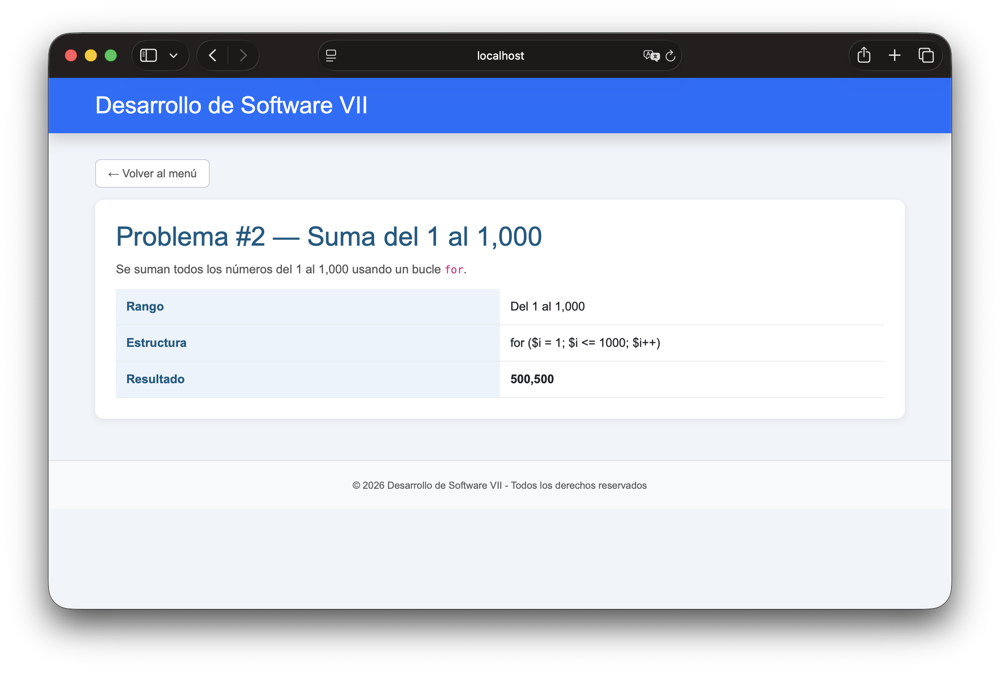 localhost
Desarrollo de Software VII
← Volver al menú
Problema #2 — Suma del 1 al 1,000
Se suman todos los números del 1 al 1,000 usando un bucle for.
Rango Del 1 al 1,000
Estructura for ($i = 1; $i <= 1000; $i++)
Resultado 500,500
© 2026 Desarrollo de Software VII - Todos los derechos reservados